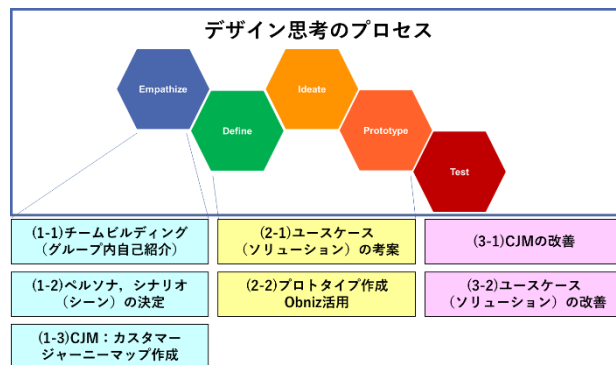 デザイン思考のプロセス
Empathize
Define
Ideate
Prototype
Test
(1-1)チームビルディング
(グループ内自己紹介)
(1-2)ペルソナ，シナリオ
(シーン)の決定
(1-3)CJM：カスタマー
ジャーニーマップ作成
(2-1)ユースケース
(ソリューション)の考案
(2-2)プロトタイプ作成
Obniz活用
(3-1)CJMの改善
(3-2)ユースケース
(ソリューション)の改善